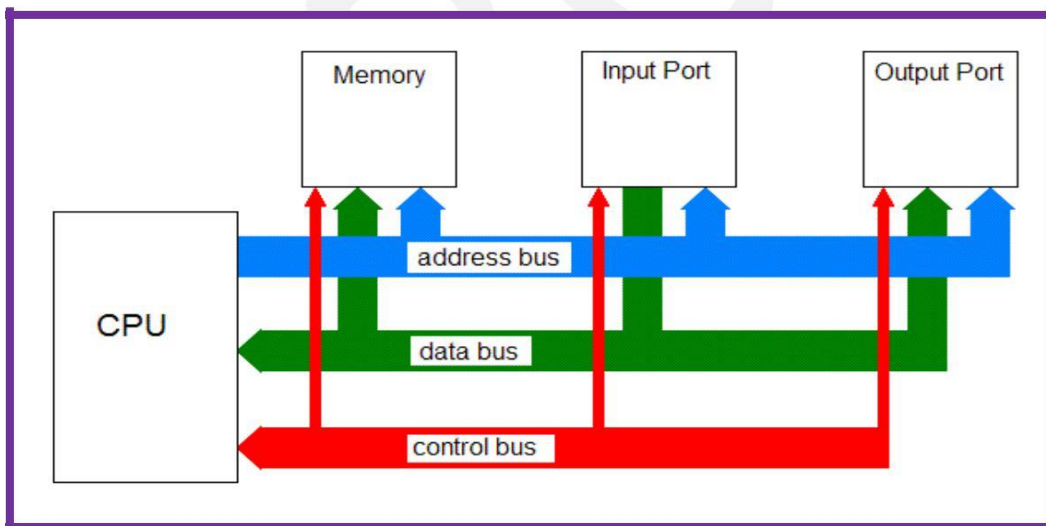 Memory
Input Port
Output Port
address bus
CPU
data bus
control bus